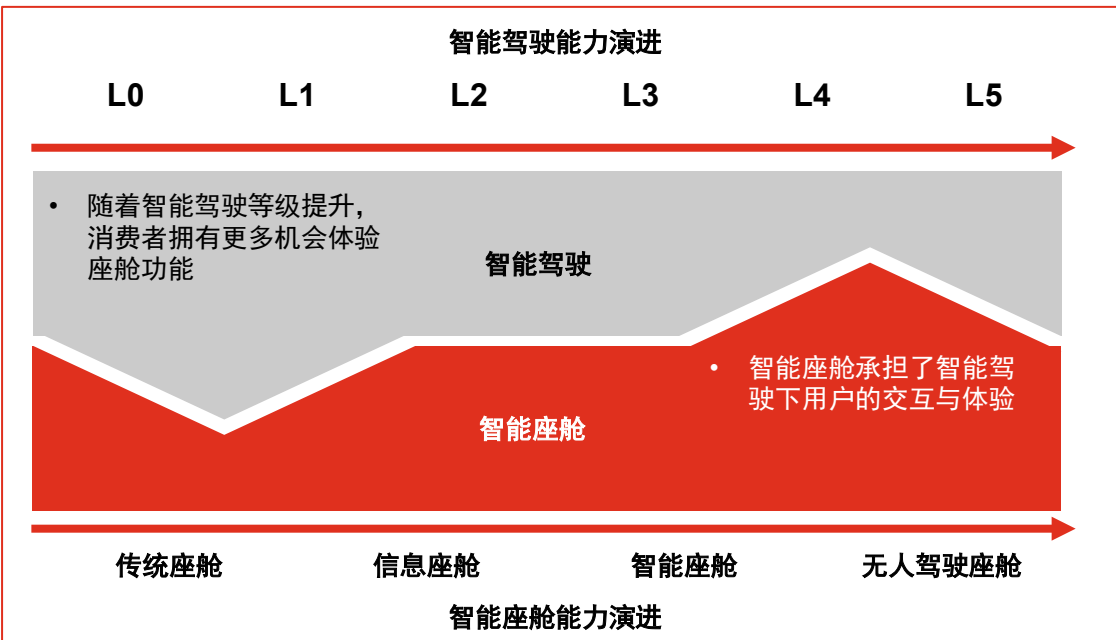 智能驾驶能力演进
L0 L1 L2 L3 L4 L5
• 随着智能驾驶等级提升，
消费者拥有更多机会体验
座舱功能
智能驾驶
• 智能座舱承担了智能驾
驶下用户的交互与体验
智能座舱
传统座舱 信息座舱 智能座舱 无人驾驶座舱
智能座舱能力演进